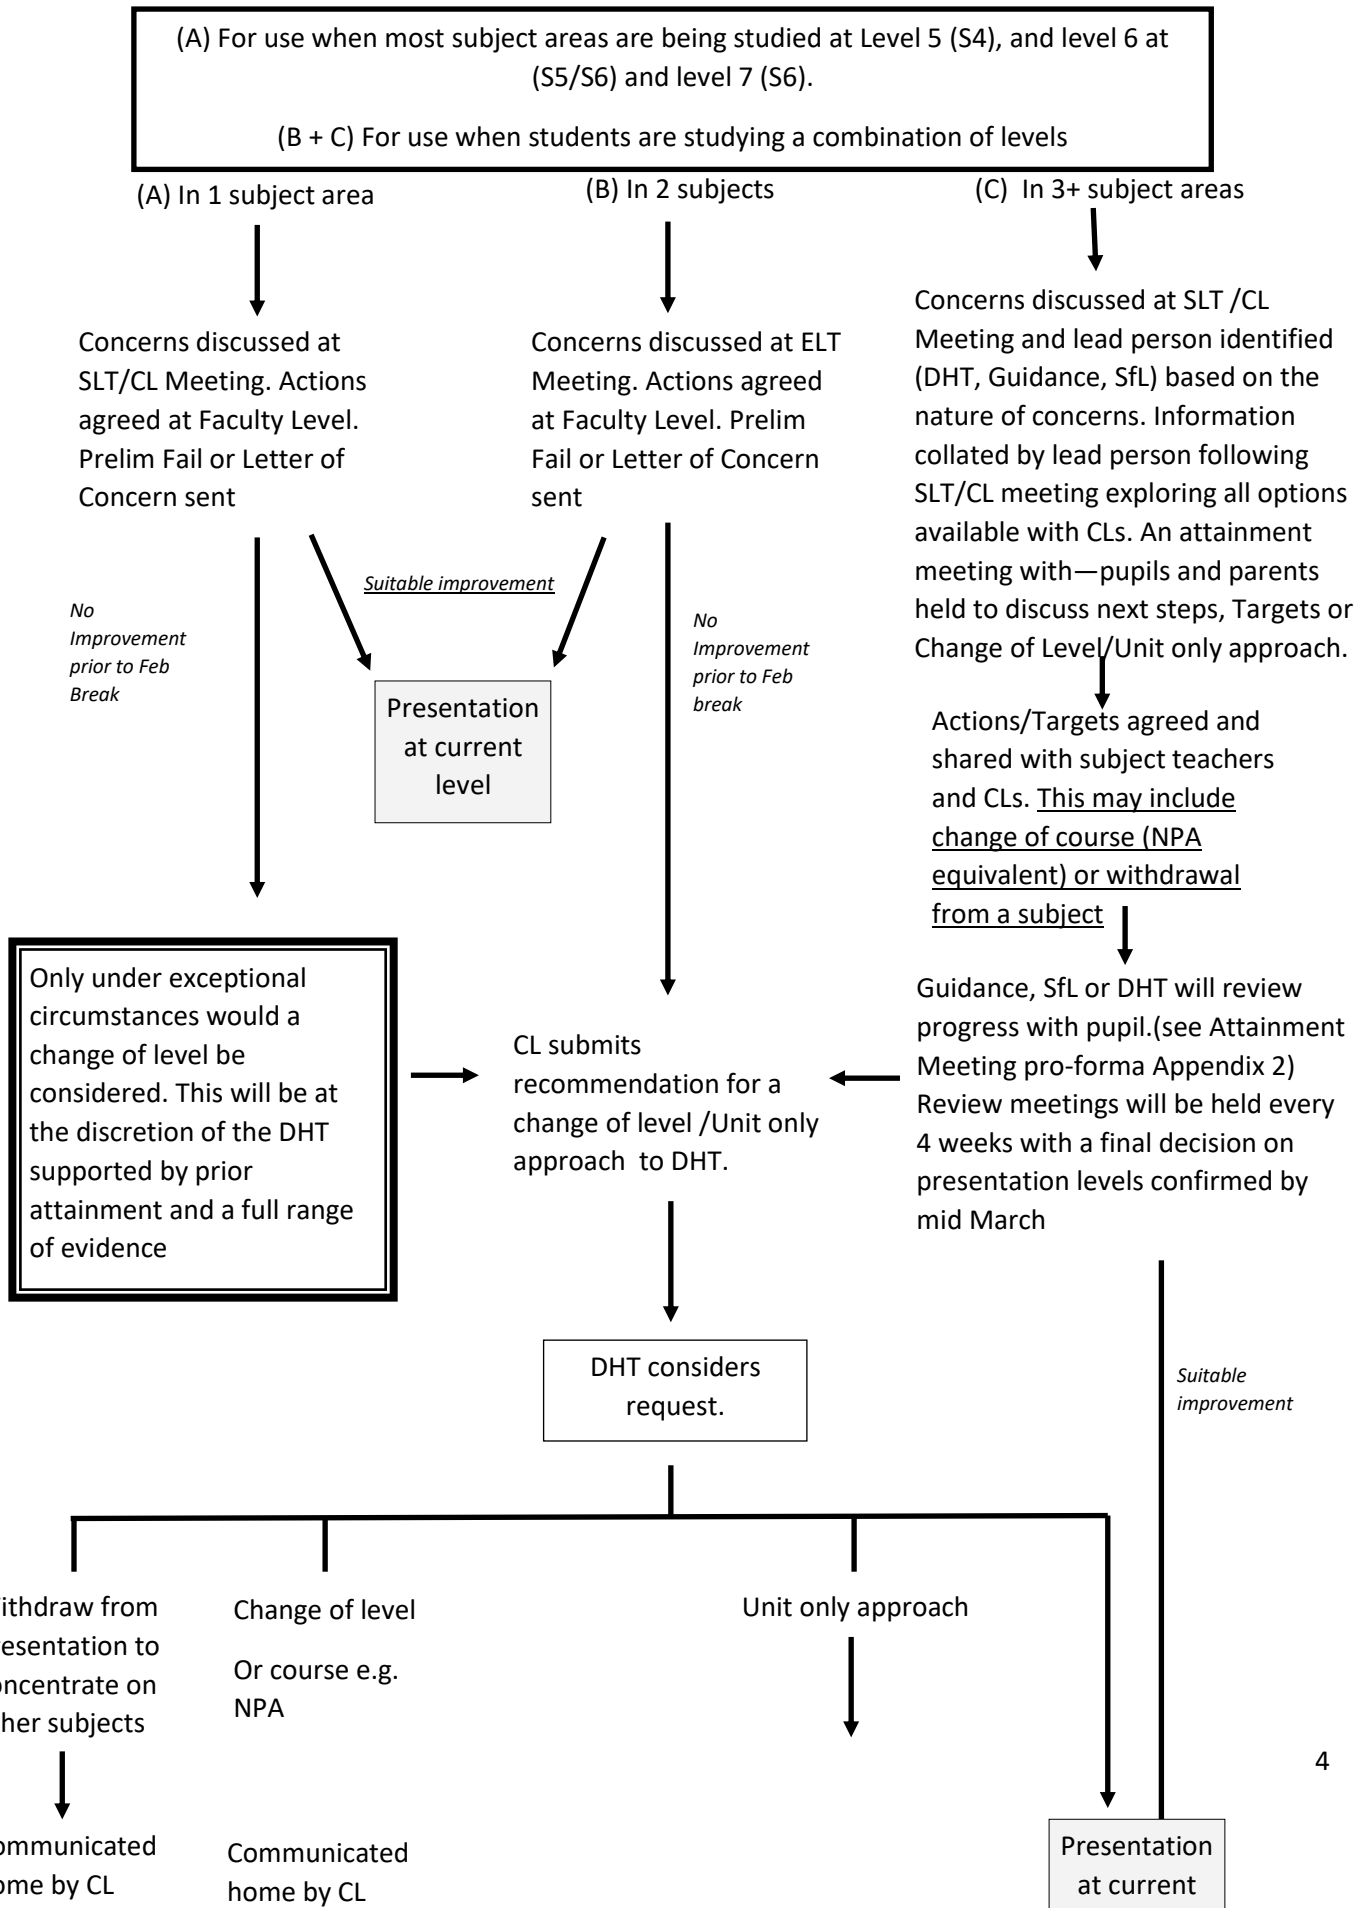 (A) For use when most subject areas are being studied at Level 5 (S4), and level 6 at
(S5/S6) and level 7 (S6).
(B + C) For use when students are studying a combination of levels
(A) In 1 subject area
(B) In 2 subjects
(C) In 3+ subject areas
Concerns discussed at
SLT/CL Meeting. Actions
agreed at Faculty Level.
Prelim Fail or Letter of
Concern sent
Concerns discussed at ELT
Meeting. Actions agreed
at Faculty Level. Prelim
Fail or Letter of Concern
sent
Concerns discussed at SLT /CL
Meeting and lead person identified
(DHT, Guidance, SfL) based on the
nature of concerns. Information
collated by lead person following
SLT/CL meeting exploring all options
available with CLs. An attainment
meeting with—pupils and parents
held to discuss next steps, Targets or
Change of Level/Unit only approach.
No
Improvement
prior to Feb
Break
Suitable improvement
No
Improvement
prior to Feb
break
Presentation
at current
level
Actions/Targets agreed and
shared with subject teachers
and CLs. This may include
change of course (NPA
equivalent) or withdrawal
from a subject
Only under exceptional
circumstances would a
change of level be
considered. This will be at
the discretion of the DHT
supported by prior
attainment and a full range
of evidence
CL submits
recommendation for a
change of level /Unit only
approach to DHT.
Guidance, SfL or DHT will review
progress with pupil.(see Attainment
Meeting pro-forma Appendix 2)
Review meetings will be held every
4 weeks with a final decision on
presentation levels confirmed by
mid March
DHT considers
request.
Suitable
improvement
ithdraw from
esentation to
ncentrate on
her subjects
Change of level
Or course e.g.
NPA
Unit only approach
4
ommunicated
ome by CL
Communicated
home by CL
Presentation
at current